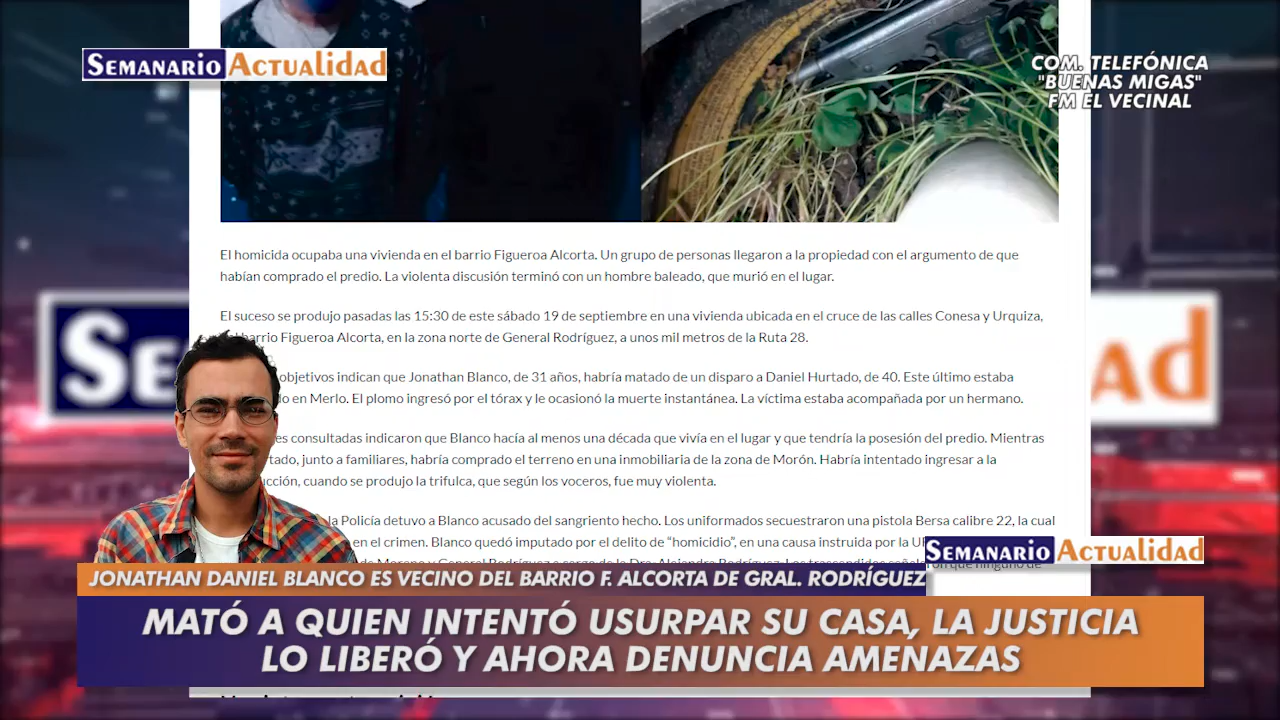 SEMANARIO ACTUALIDAD
COM. TELEFÓNICA
"BUENAS MIGAS"
FM EL VECINAL
El homicida ocupaba una vivienda en el barrio Figueroa Alcorta. Un grupo de personas llegaron a la propiedad con el argumento de que
habían comprado el predio. La violenta discusión terminó con un hombre baleado, que murió en el lugar.
El suceso se produjo pasadas las 15:30 de este sábado 19 de septiembre en una vivienda ubicada en el cruce de las calles Conesa y Urquiza,
barrio Figueroa Alcorta, en la zona norte de General Rodríguez, a unos mil metros de la Ruta 28.
objetivos indican que Jonathan Blanco, de 31 años, habría matado de un disparo a Daniel Hurtado, de 40. Este último estaba
en Merlo. El plomo ingresó por el tórax y le ocasionó la muerte instantánea. La víctima estaba acompañada por un hermano.
consultadas indicaron que Blanco hacía al menos una década que vivía en el lugar y que tendría la posesión del predio. Mientras
junto a familiares, habría comprado el terreno en una inmobiliaria de la zona de Morón. Habría intentado ingresar a la
cuando se produjo la trifulca, que según los voceros, fue muy violenta.
la Policía detuvo a Blanco acusado del sangriento hecho. Los uniformados secuestraron una pistola Bersa calibre 22, la cual
en el crimen. Blanco quedó imputado por el delito de "homicidio", en una causa instruida por la
SEMANARIO ACTUALIDAD
JONATHAN DANIEL BLANCO ES VECINO DEL BARRIO F. ALCORTA DE GRAL. RODRÍGUEZ
MATÓ A QUIEN INTENTÓ USURPAR SU CASA, LA JUSTICIA
LO LIBERÓ Y AHORA DENUNCIA AMENAZAS